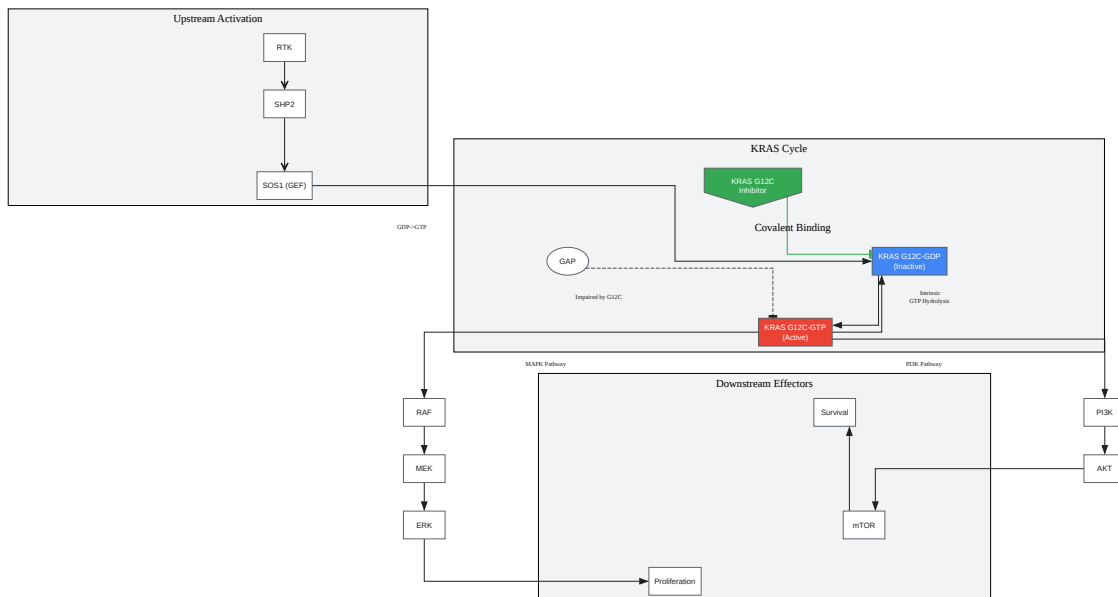 Upstream Activation
RTK
SHP2
SOS1 (GEF)
GDP->GTP
KRAS Cycle
KRAS G12C
Inhibitor
Covalent Binding
GAP
KRAS G12C-GDP
(Inactive)
Impaired by G12C
Intrinsic
GTP Hydrolysis
KRAS G12C-GTP
(Active)
MAPK Pathway
PI3K Pathway
Downstream Effectors
RAF
Survival
PI3K
MEK
AKT
ERK
mTOR
Proliferation